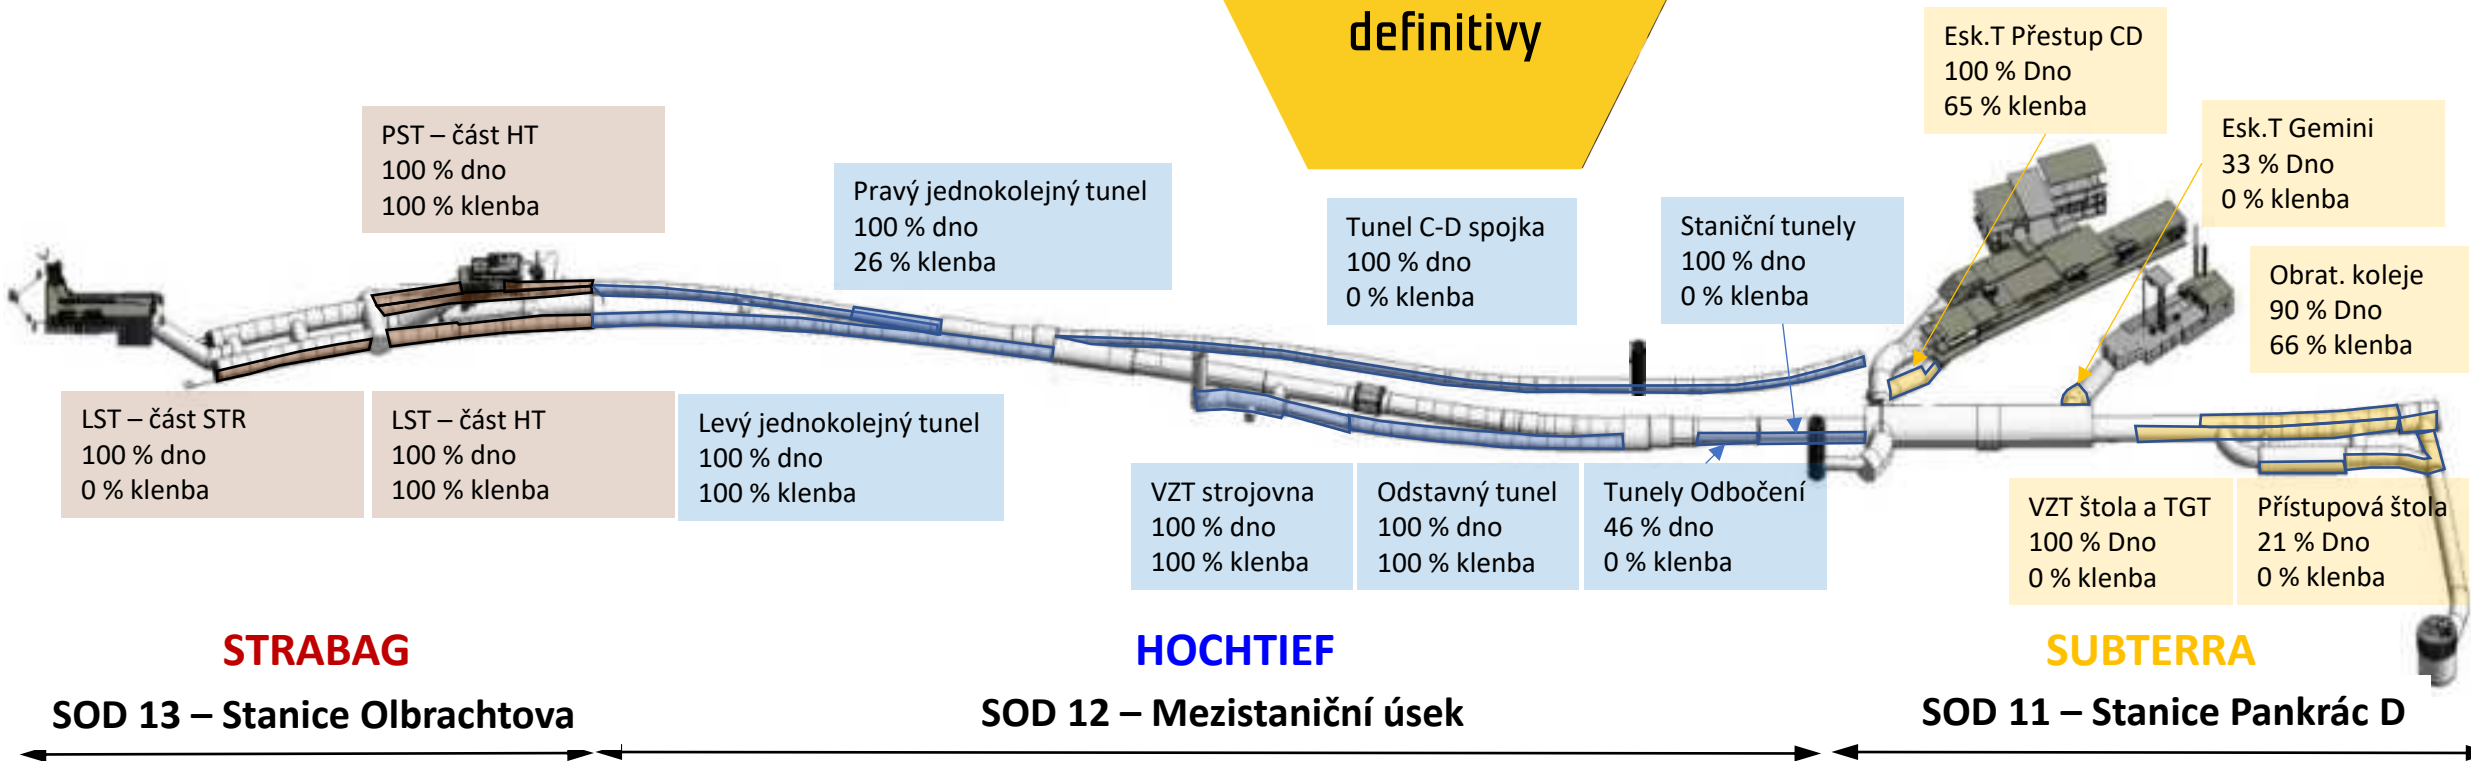 definitivy
Esk.T Přestup CD
100 % Dno
65 % klenba
Esk.T Gemini
33 % Dno
0 % klenba
PST – část HT
100 % dno
100 % klenba
Pravý jednokolejný tunel
100 % dno
26 % klenba
Tunel C-D spojka
100 % dno
0 % klenba
Staniční tunely
100 % dno
0 % klenba
Obrat. koleje
90 % Dno
66 % klenba
LST – část STR
100 % dno
0 % klenba
LST – část HT
100 % dno
100 % klenba
Levý jednokolejný tunel
100 % dno
100 % klenba
VZT strojovna
100 % dno
100 % klenba
Odstavný tunel
100 % dno
100 % klenba
Tunely Odbočení
46 % dno
0 % klenba
VZT štola a TGT
100 % Dno
0 % klenba
Přístupová štola
21 % Dno
0 % klenba
STRABAG
HOCHTIEF
SUBTERRA
SOD 13 – Stanice Olbrachtova
SOD 12 – Mezistaniční úsek
SOD 11 – Stanice Pankrác D